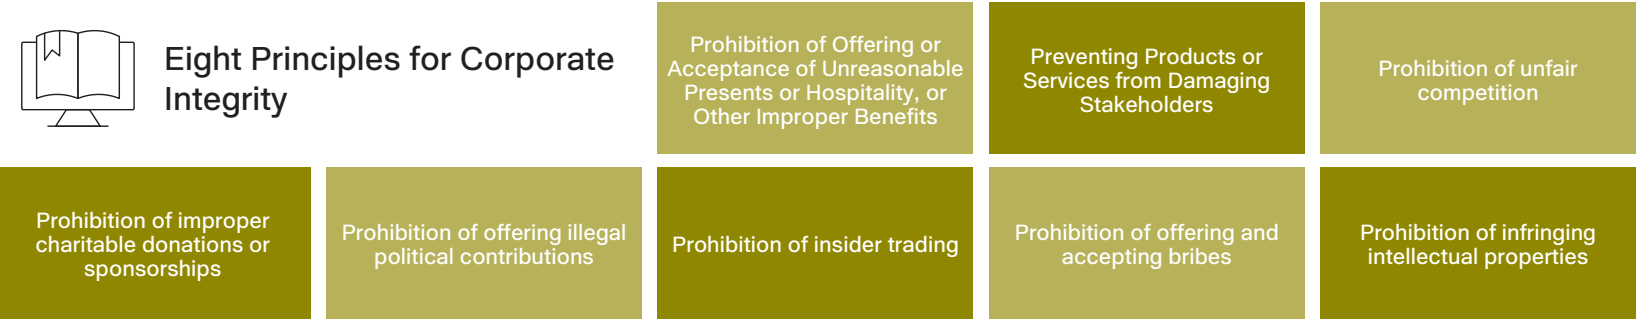 Eight Principles for Corporate
Integrity
Prohibition of Offering or
Acceptance of Unreasonable
Presents or Hospitality, or
Other Improper Benefits
Preventing Products or
Services from Damaging
Stakeholders
Prohibition of unfair
competition
Prohibition of improper
charitable donations or
sponsorships
Prohibition of offering illegal
political contributions
Prohibition of insider trading
Prohibition of offering and
accepting bribes
Prohibition of infringing
intellectual properties